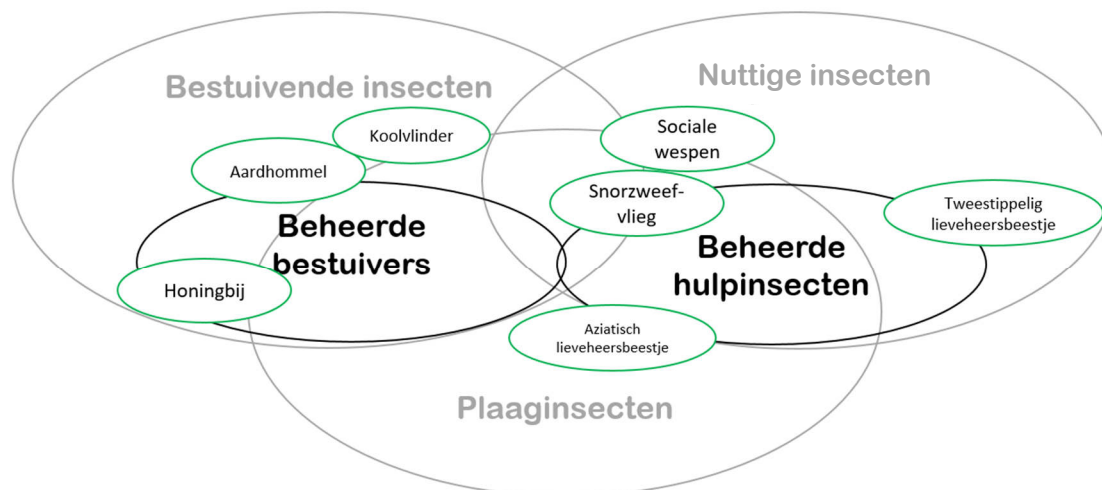 Bestuivende insecten
Nuttige insecten
Koolvlinder
Sociale
wespen
Aardhommel
Snorzweef-
vlieg
Tweestippelig
lieveheersbeestje
Beheerde
bestuivers
Beheerde
hulpinsecten
Honingbij
Aziatisch
lieveheersbeestje
Plaaginsecten